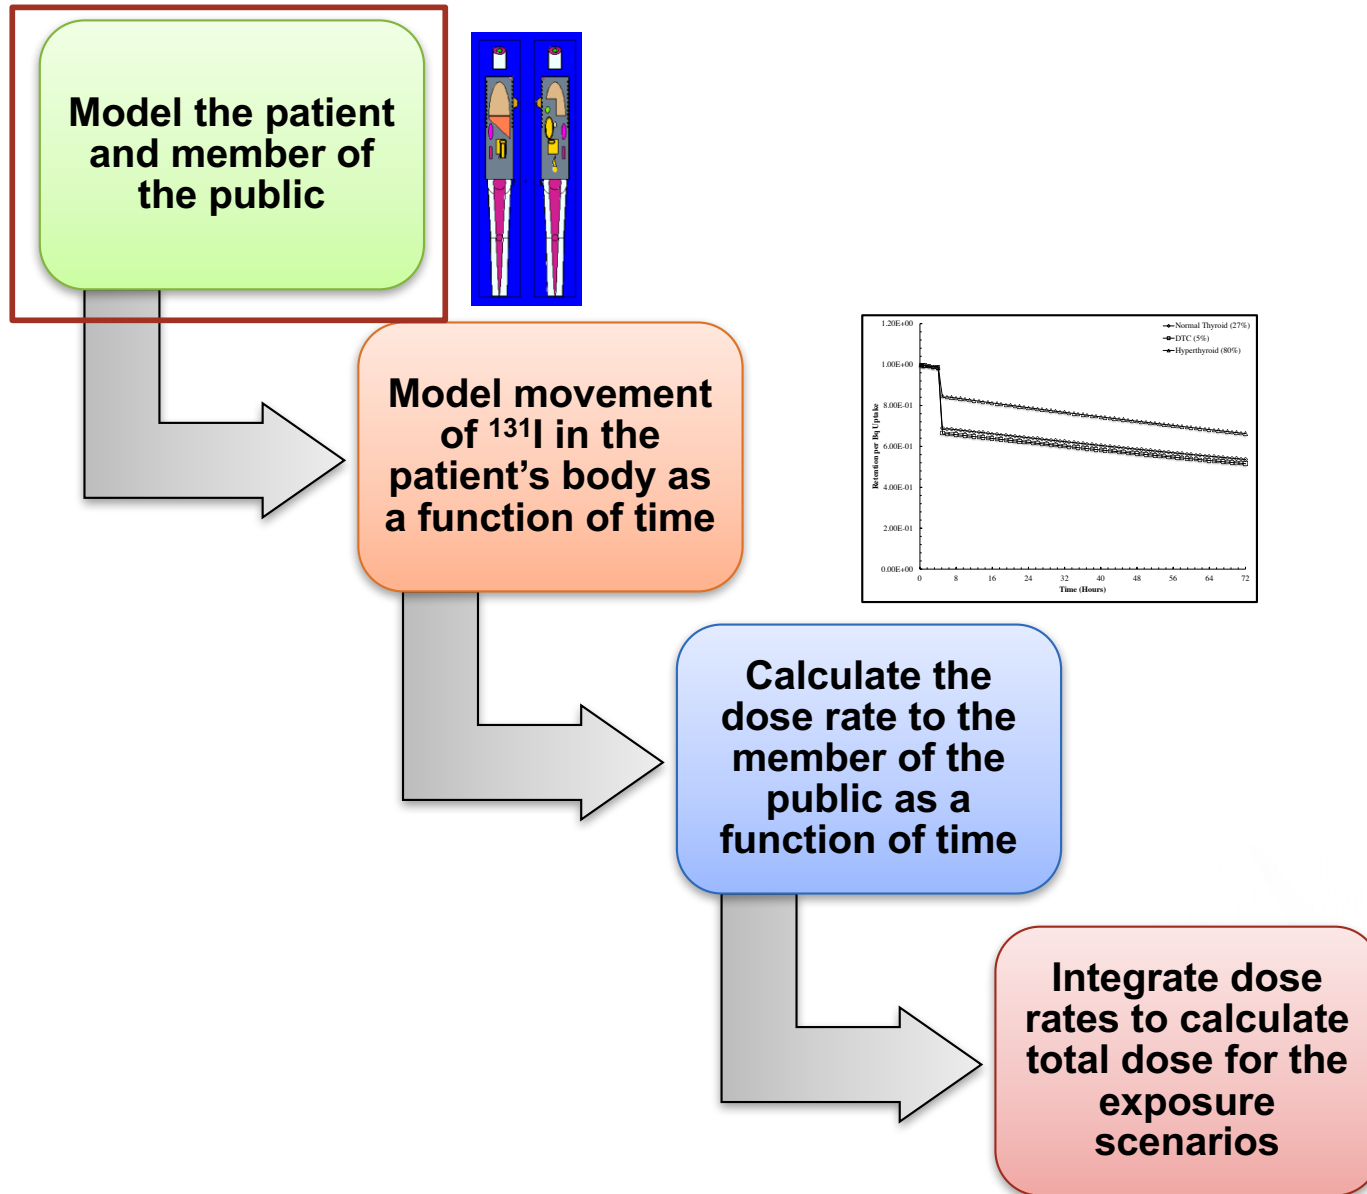 Model the patient
and member of
the public
Model movement
of ¹³¹I in the
patient’s body as
a function of time
1.20E+00
1.00E+00
8.00E-01
6.00E-01
4.00E-01
2.00E-01
0.00E+00
Retention per Bq Uptake
Normal Thyroid (27%)
DTC (5%)
Hyperthyroid (80%)
0 8 16 24 32 40 48 56 64 72
Time (Hours)
Calculate the
dose rate to the
member of the
public as a
function of time
Integrate dose
rates to calculate
total dose for the
exposure
scenarios